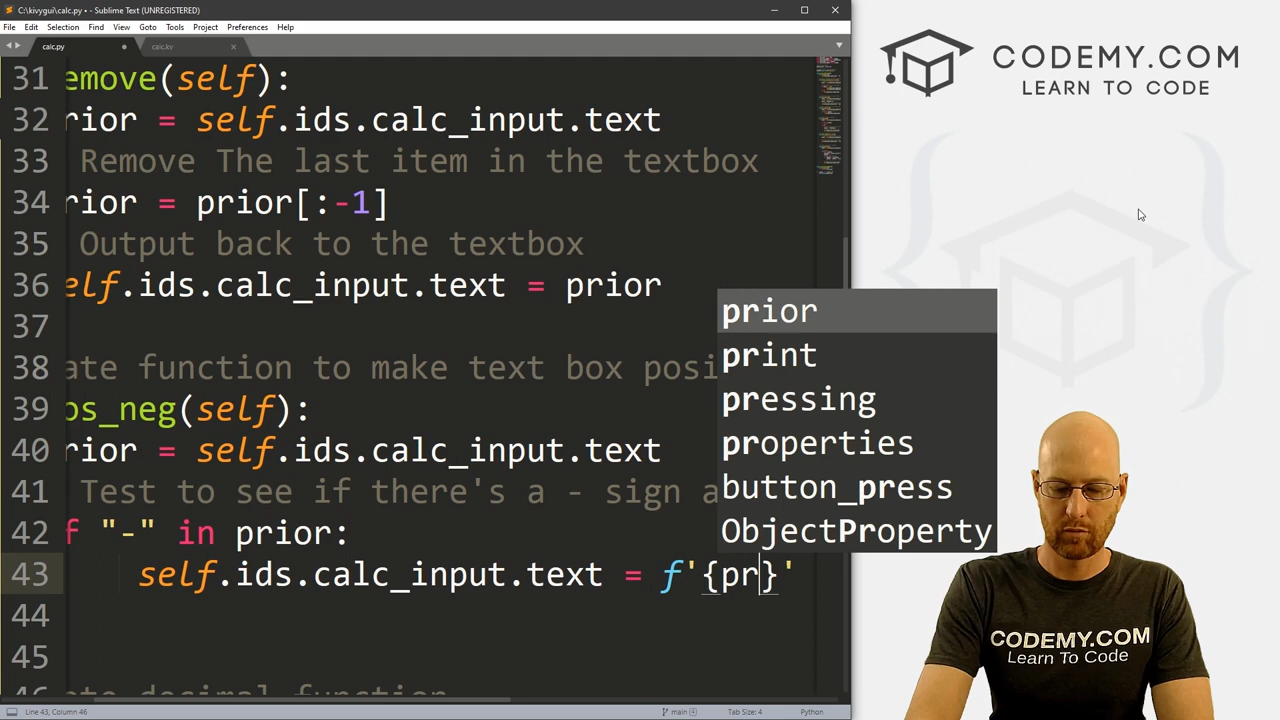 C:\kivygui\calc.py • - Sublime Text (UNREGISTERED)
File Edit Selection Find View Goto Tools Project Preferences Help
calc.py calc.kv
31 emove(self):
32 rior = self.ids.calc_input.text
33 Remove The last item in the textbox
34 rior = prior[:-1]
35 Output back to the textbox
36 elf.ids.calc_input.text = prior
37
38 ate function to make text box posi
39 os_neg(self):
40 rior = self.ids.calc_input.text
41 Test to see if there's a - sign a
42 f "-" in prior:
43 self.ids.calc_input.text = f'{pr}'
44
45
prior
print
pressing
properties
button_press
ObjectProperty
Line 43, Column 46 main 4 Tab Size: 4 Python
CODEMY.COM
LEARN TO CODE
CODEMY.COM
Learn To Code